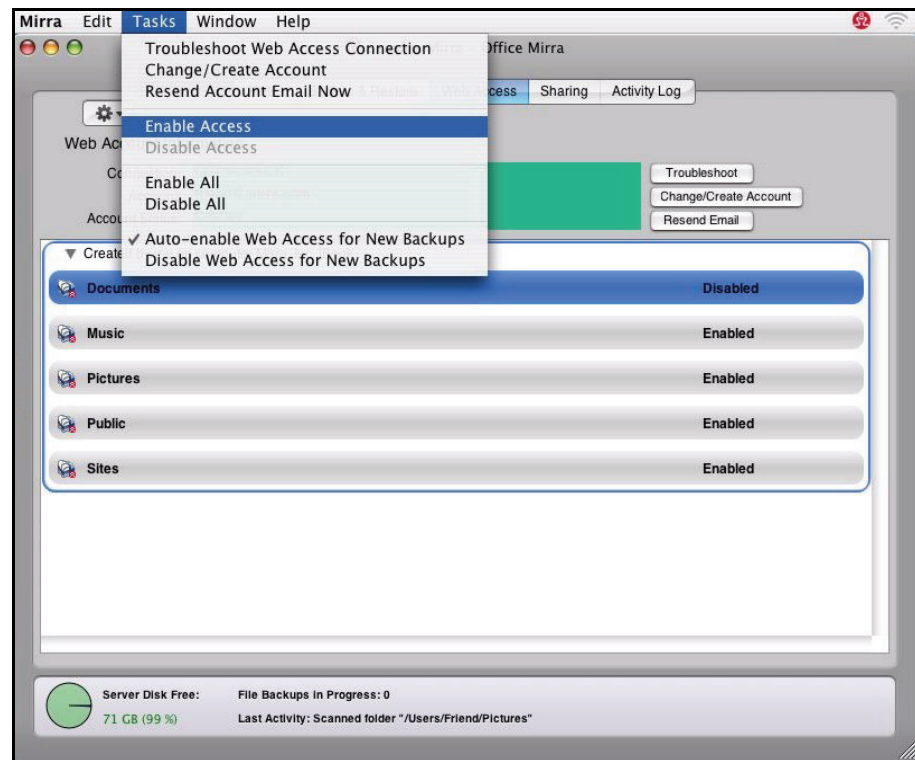 Mirra Edit Tasks Window Help
Office Mirra
Troubleshoot Web Access Connection
Change/Create Account
Resend Account Email Now
Sharing Activity Log
Enable Access
Disable Access
Enable All
Disable All
Auto-enable Web Access for New Backups
Disable Web Access for New Backups
Web
Troubleshoot
Change/Create Account
Resend Email
Documents Disabled
Music Enabled
Pictures Enabled
Public Enabled
Sites Enabled
Server Disk Free: File Backups in Progress: 0
71 GB (99 %) Last Activity: Scanned folder "/Users/Friend/Pictures"